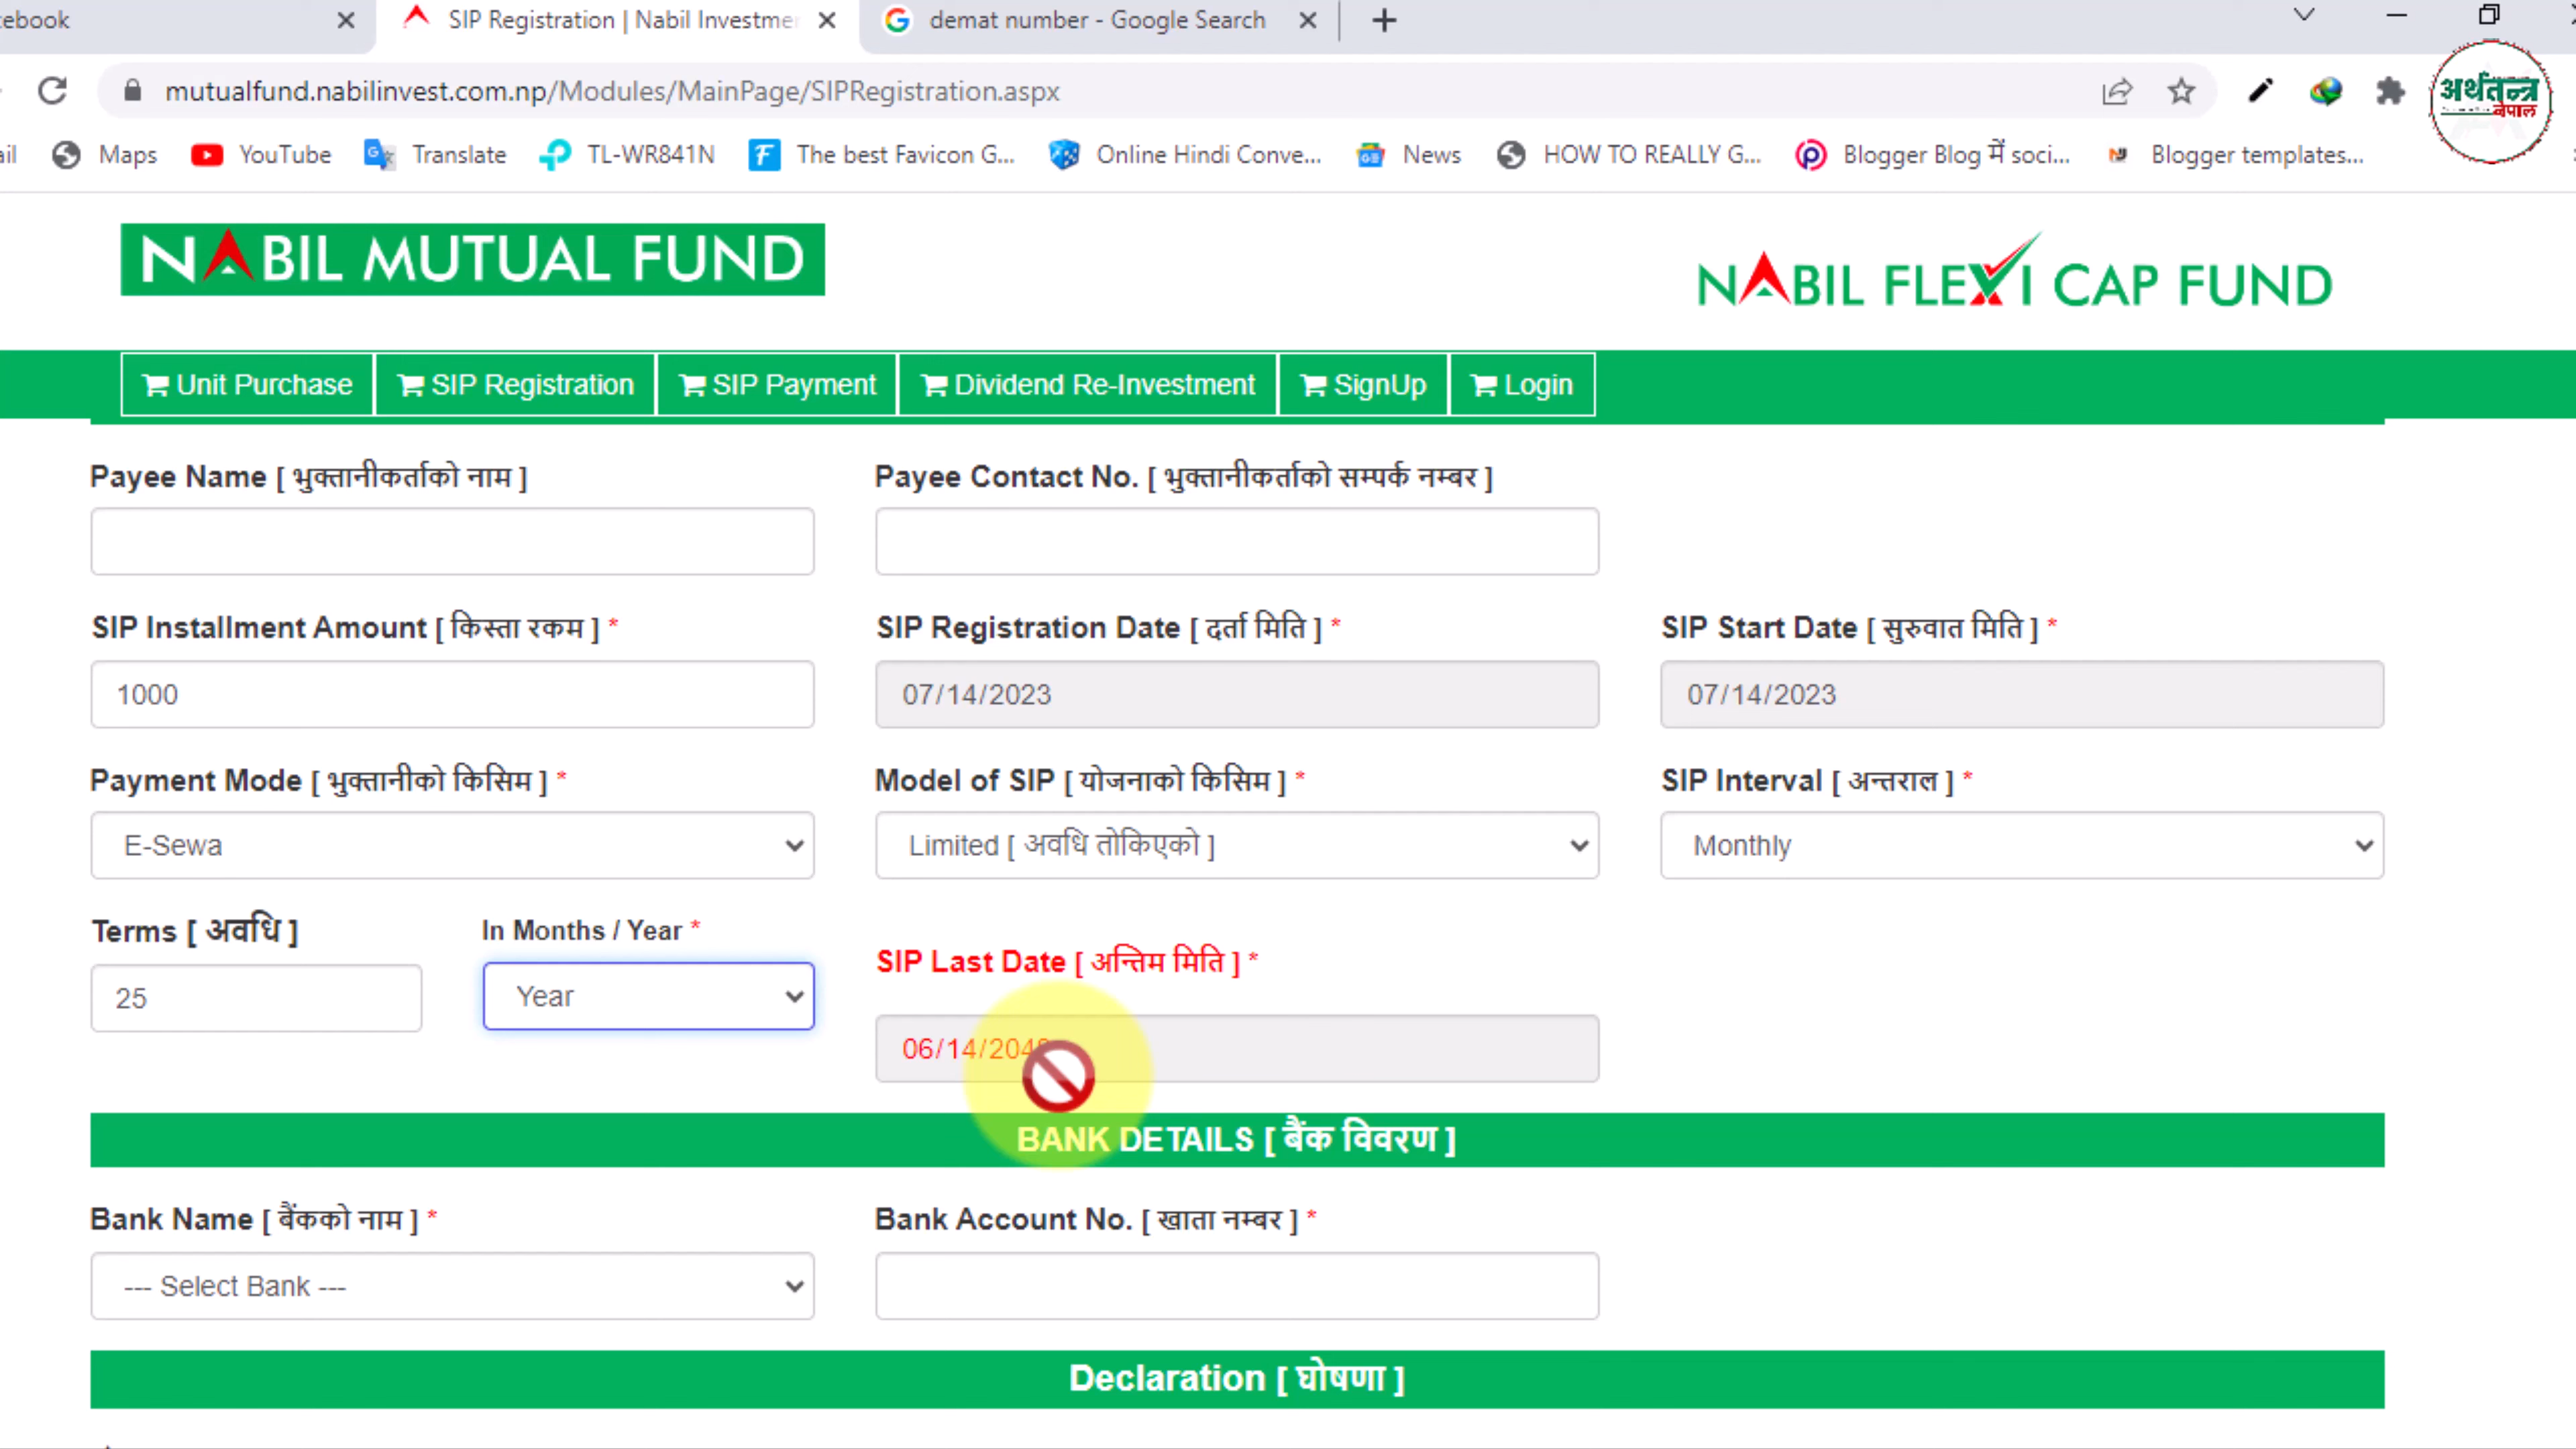 ebook
SIP Registration | Nabil Investme
demat number - Google Search
mutualfund.nabilinvest.com.np/Modules/MainPage/SIPRegistration.aspx
अर्थतन्त्र
नेपाल
il Maps YouTube Translate TL-WR841N The best Favicon G... Online Hindi Conve... News HOW TO REALLY G... Blogger Blog में soci... Blogger templates...
NABIL MUTUAL FUND
NABIL FLEXI CAP FUND
Unit Purchase SIP Registration SIP Payment Dividend Re-Investment SignUp Login
Payee Name [ भुक्तानीकर्ताको नाम ]
Payee Contact No. [ भुक्तानीकर्ताको सम्पर्क नम्बर ]
SIP Installment Amount [ किस्ता रकम ] *
SIP Registration Date [ दर्ता मिति ] *
SIP Start Date [ सुरुवात मिति ] *
1000
07/14/2023
07/14/2023
Payment Mode [ भुक्तानीको किसिम ] *
Model of SIP [ योजनाको किसिम ] *
SIP Interval [ अन्तराल ] *
E-Sewa
Limited [ अवधि तोकिएको ]
Monthly
Terms [ अवधि ]
In Months / Year *
SIP Last Date [ अन्तिम मिति ] *
25
Year
BANK DETAILS [ बैंक विवरण ]
Bank Name [ बैंकको नाम ] *
Bank Account No. [ खाता नम्बर ] *
--- Select Bank ---
Declaration [ घोषणा ]